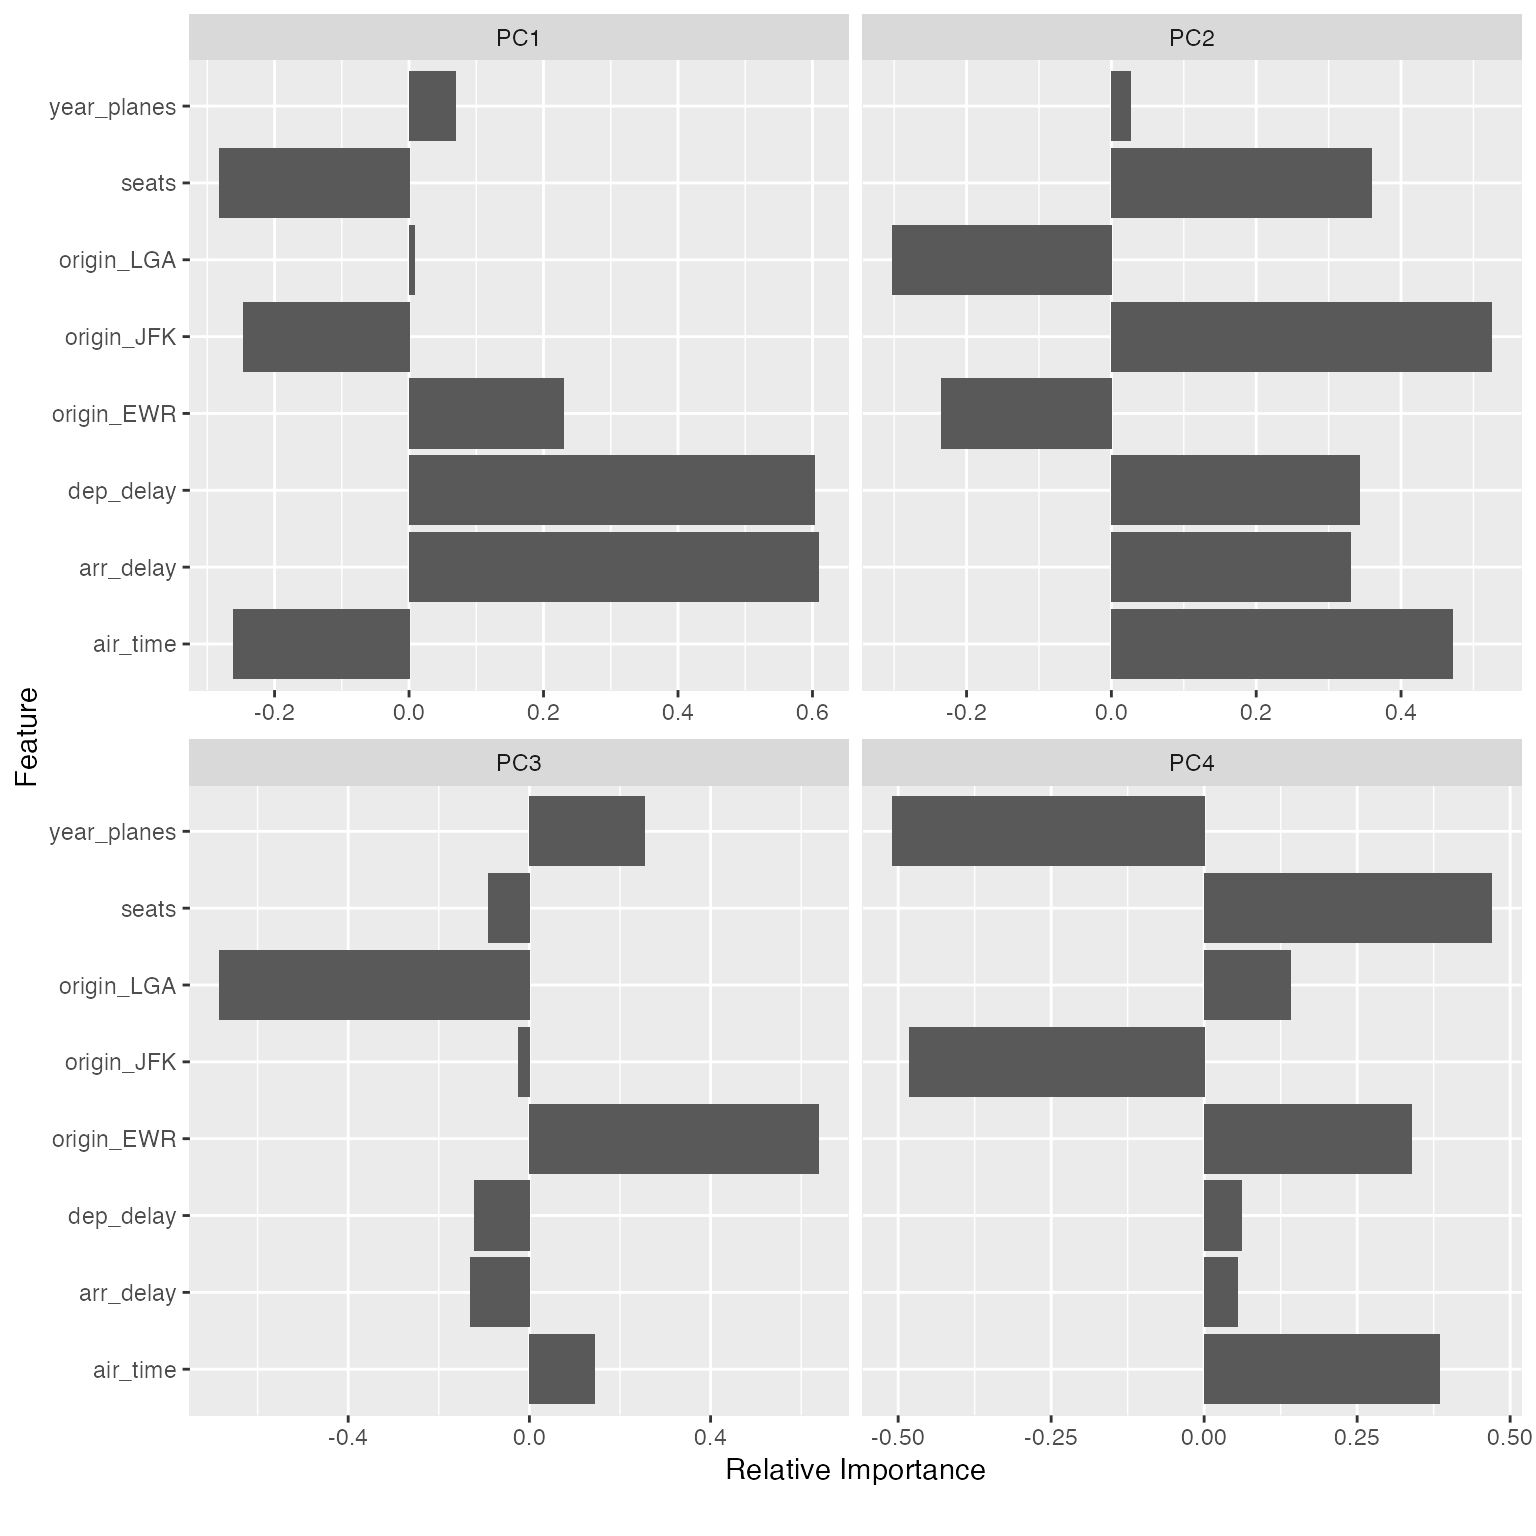 PC1
PC2
year_planes
seats
origin_LGA
origin_JFK
origin_EWR
dep_delay
arr_delay
air_time
-0.2 0.0 0.2 0.4 0.6
-0.2 0.0 0.2 0.4
Feature
PC3
PC4
year_planes
seats
origin_LGA
origin_JFK
origin_EWR
dep_delay
arr_delay
air_time
-0.4 0.0 0.4
-0.50 -0.25 0.00 0.25 0.50
Relative Importance